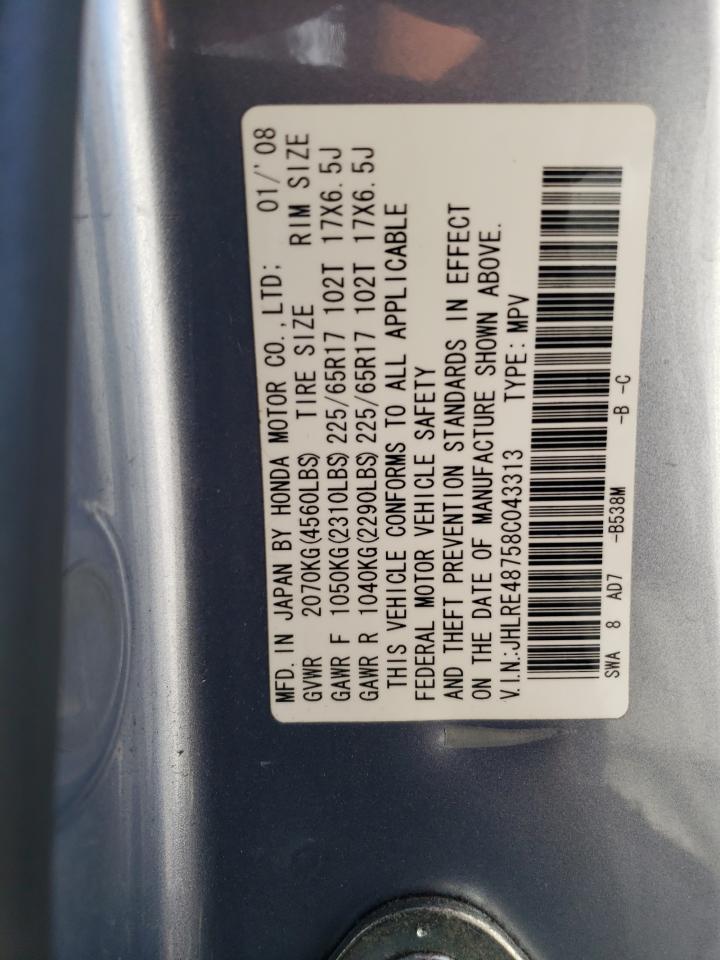 MFD. IN JAPAN BY HONDA MOTOR CO., LTD; 01/'08
GVWR 2070KG(4560LBS) TIRE SIZE RIM SIZE
GAWR F 1050KG(2310LBS) 225/65R17 102T 17X6.5J
GAWR R 1040KG(2290LBS) 225/65R17 102T 17X6.5J
THIS VEHICLE CONFORMS TO ALL APPLICABLE
FEDERAL MOTOR VEHICLE SAFETY
AND THEFT PREVENTION STANDARDS IN EFFECT
ON THE DATE OF MANUFACTURE SHOWN ABOVE.
V.I.N.:JHLRE48758C043313 TYPE: MPV
SWA 8 AD7 -B538M -B -C